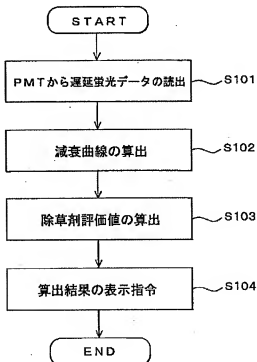 START
PMTから遅延蛍光データの読出
S101
減衰曲線の算出
S102
除草剤評価値の算出
S103
算出結果の表示指令
S104
END